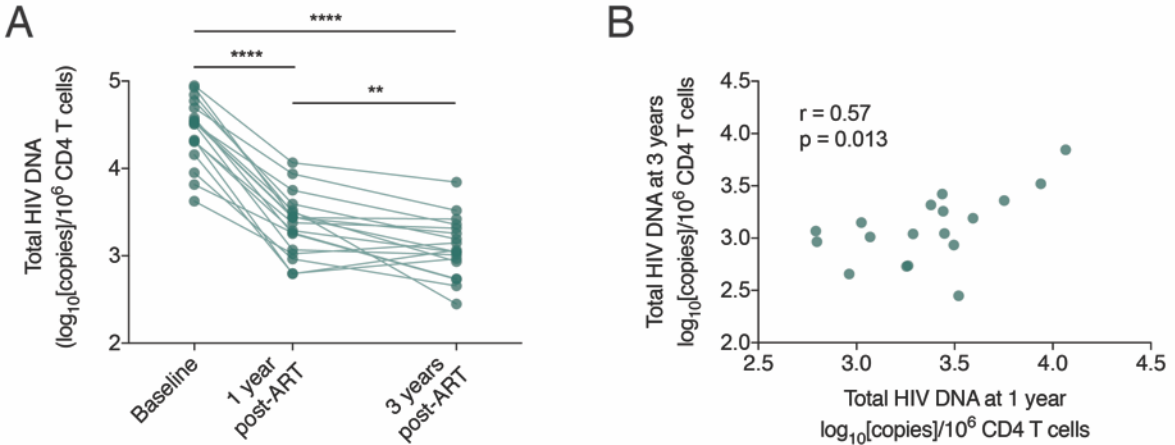 A
****
****
**
Total HIV DNA
(log10[copies]/10^6 CD4 T cells)
5
4
3
2
Baseline
1 year
post-ART
3 years
post-ART
B
Total HIV DNA at 3 years
log10[copies]/10^6 CD4 T cells
4.5
4.0
3.5
3.0
2.5
2.0
r = 0.57
p = 0.013
2.5
3.0
3.5
4.0
4.5
Total HIV DNA at 1 year
log10[copies]/10^6 CD4 T cells